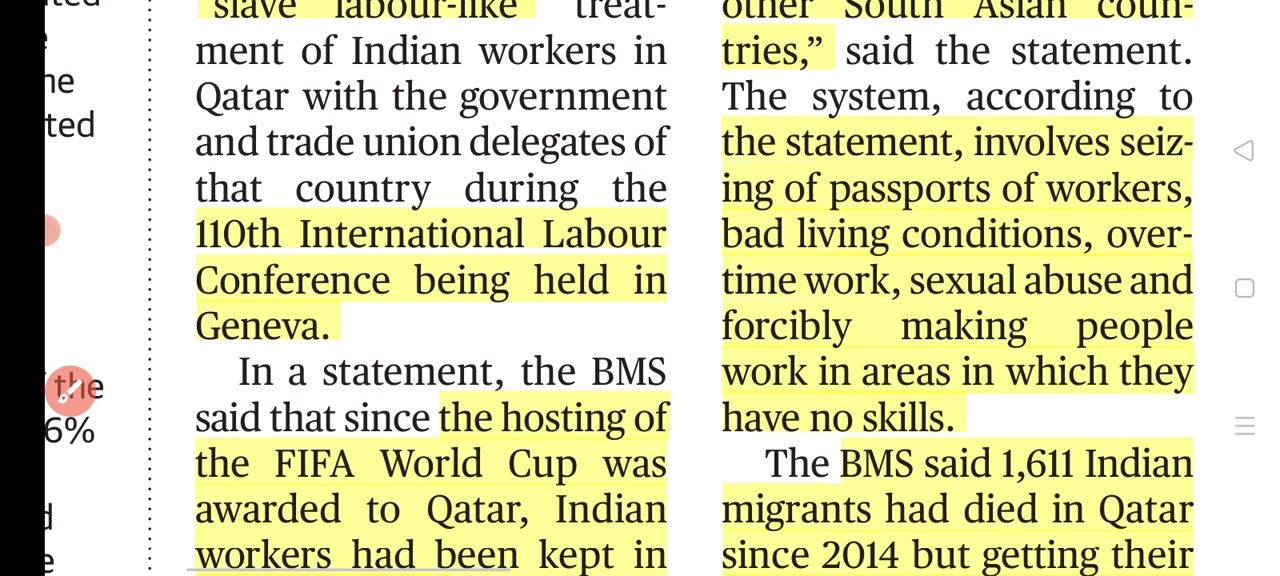 slave labour-like treat-
ment of Indian workers in
Qatar with the government
and trade union delegates of
that country during the
110th International Labour
Conference being held in
Geneva.
In a statement, the BMS
said that since the hosting of
the FIFA World Cup was
awarded to Qatar, Indian
workers had been kept in
other South Asian coun-
tries,” said the statement.
The system, according to
the statement, involves seiz-
ing of passports of workers,
bad living conditions, over-
time work, sexual abuse and
forcibly making people
work in areas in which they
have no skills.
The BMS said 1,611 Indian
migrants had died in Qatar
since 2014 but getting their
the
6%